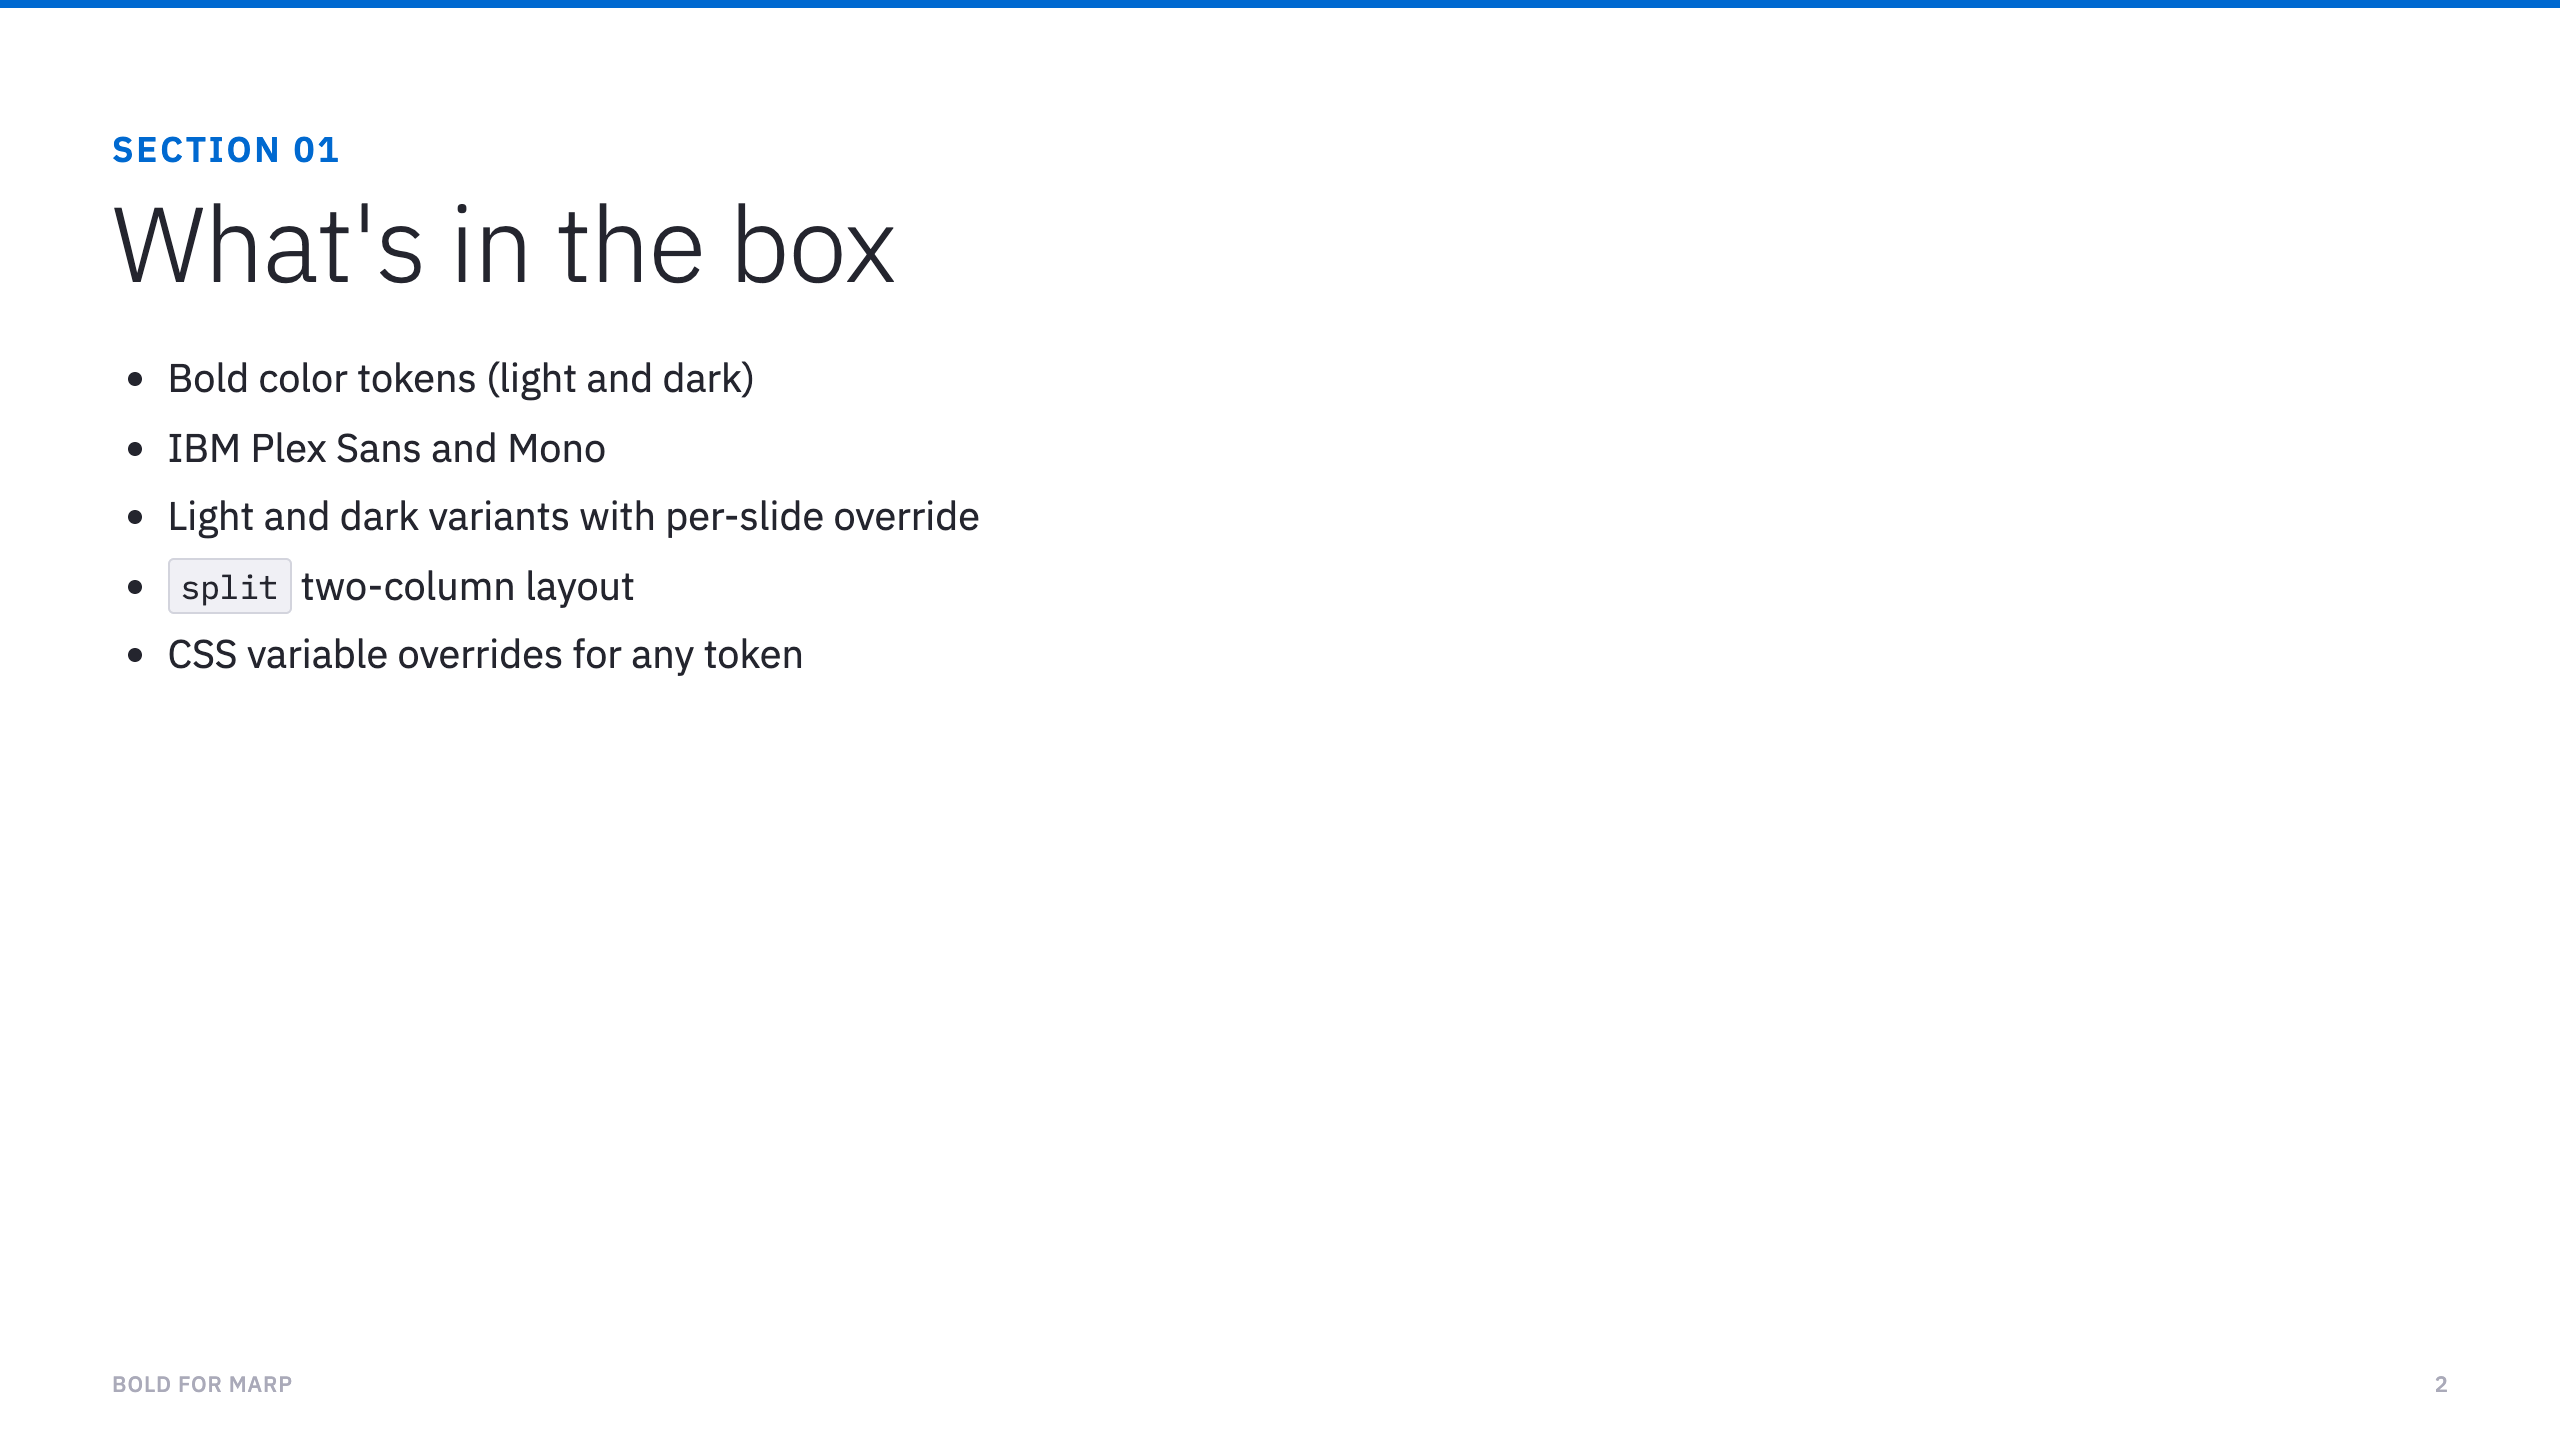 SECTION 01
What's in the box
Bold color tokens (light and dark)
IBM Plex Sans and Mono
Light and dark variants with per-slide override
split two-column layout
CSS variable overrides for any token
BOLD FOR MARP
2